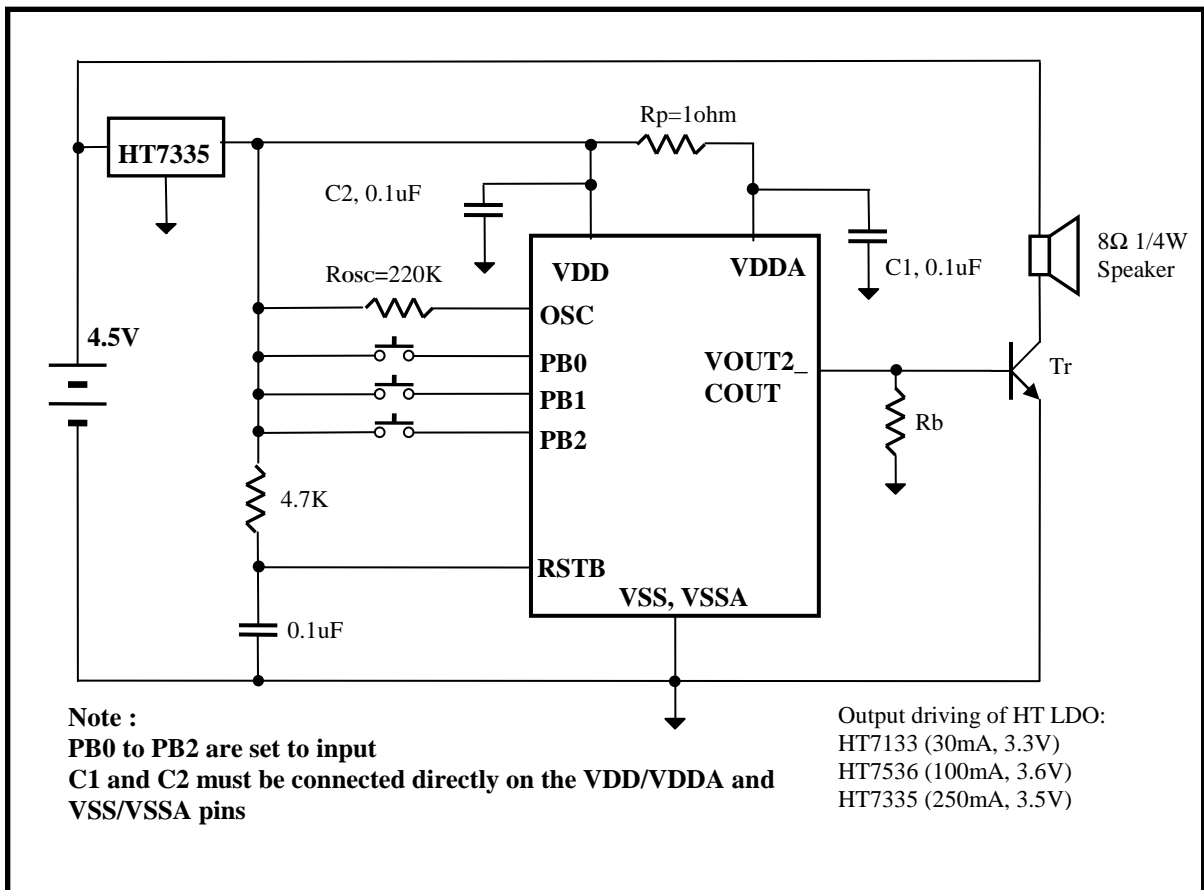 Rp=1ohm
HT7335
C2, 0.1uF
8Ω 1/4W
Speaker
C1, 0.1uF
VDD
VDDA
Rosc=220K
OSC
4.5V
PB0
VOUT2_
COUT
Tr
PB1
Rb
PB2
4.7K
RSTB
VSS, VSSA
0.1uF
Note :
PB0 to PB2 are set to input
C1 and C2 must be connected directly on the VDD/VDDA and
VSS/VSSA pins
Output driving of HT LDO:
HT7133 (30mA, 3.3V)
HT7536 (100mA, 3.6V)
HT7335 (250mA, 3.5V)